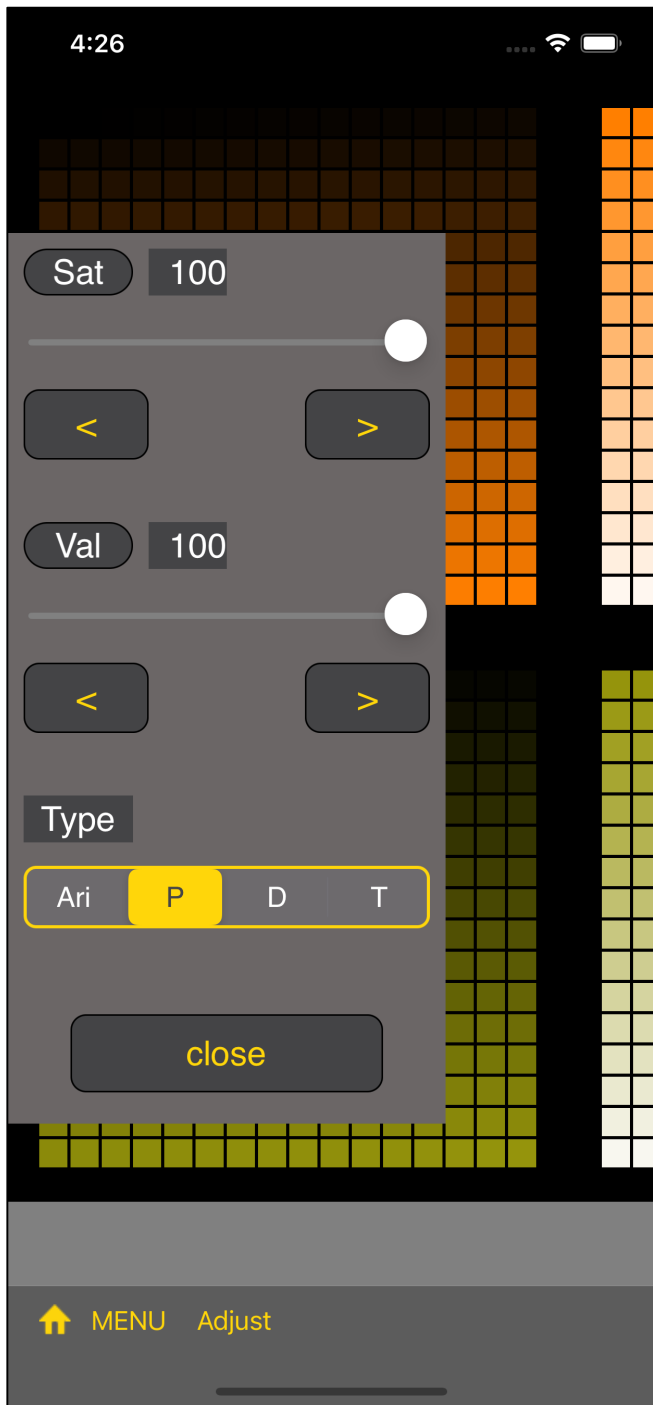 4:26
Sat 100
< >
Val 100
< >
Type
Ari P D T
close
MENU Adjust